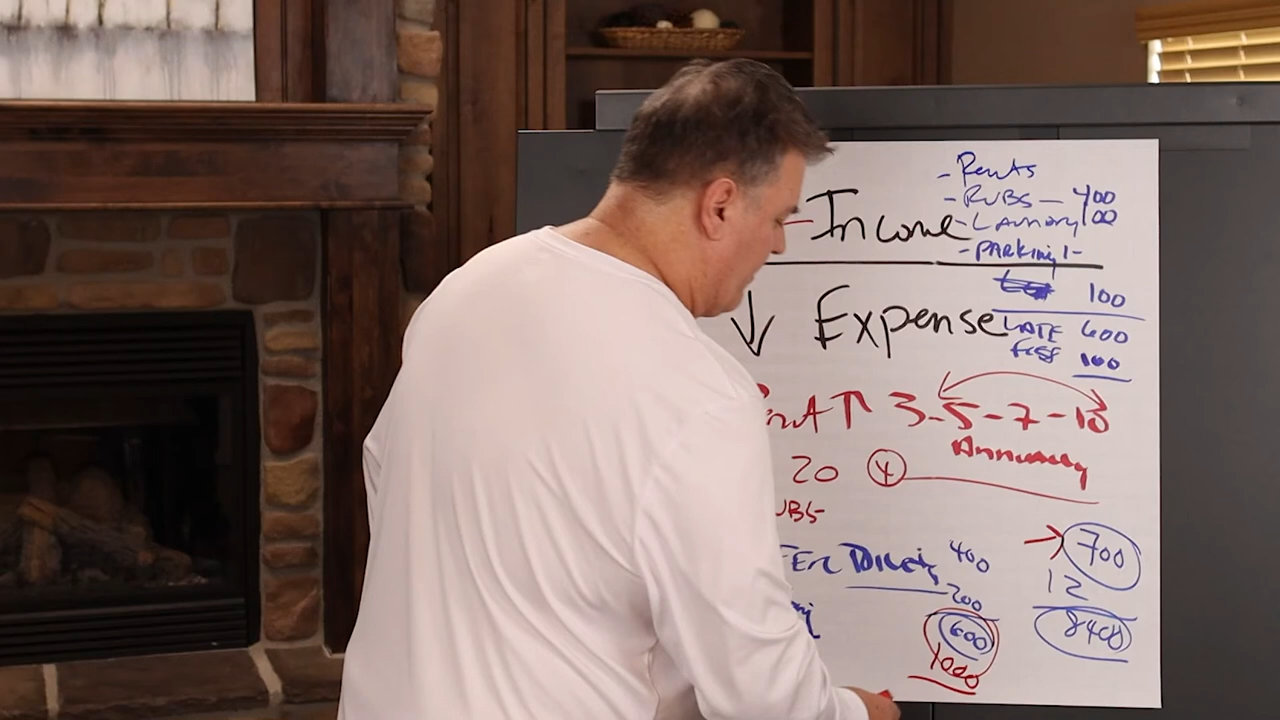 - Rents
- RUBS — 400
- Income - Laundry 100
- PARKING 1-
100
↓ Expense LATE 600
fees 100
↑ 3-5-7-10
Annually
20 4
UBS
400
200
600
1000
700
12
8400